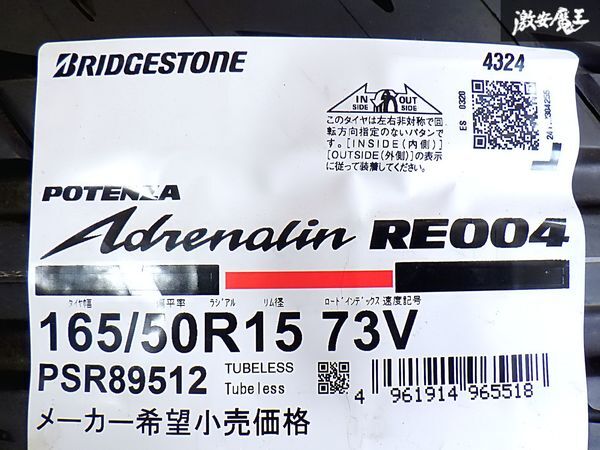 激安魔王
BRIDGESTONE
4324
IN SIDE
OUT SIDE
このタイヤは左右非対称で回
転方向指定のないパタンで
す。[INSIDE(内側)]
[OUTSIDE(外側)]の表示
に従って装着してください。
ES 0320
L
POTENZA
Adrenalin RE004
タイヤ幅 偏平率 ラジアル リム径 ロードインデックス 速度記号
165/50R15 73V
PSR89512
TUBELESS
Tubeless
4 961914 965518
メーカー希望小売価格